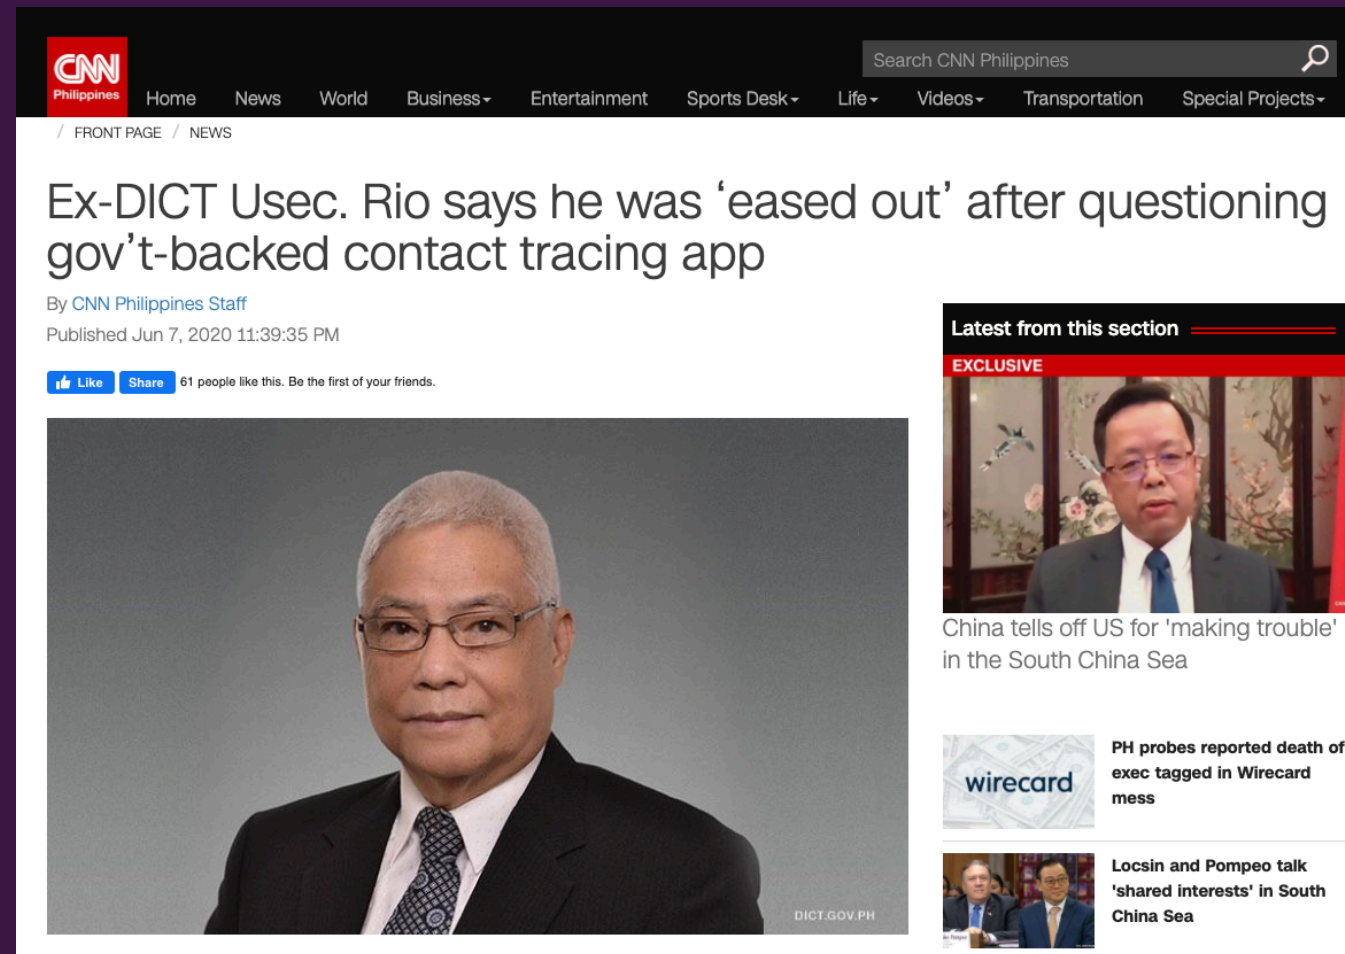 CNN
Philippines
Search CNN Philippines
Home News World Business Entertainment Sports Desk Life Videos Transportation Special Projects
/ FRONT PAGE / NEWS
Ex-DICT Usec. Rio says he was ‘eased out’ after questioning
gov’t-backed contact tracing app
By CNN Philippines Staff
Published Jun 7, 2020 11:39:35 PM
Like Share 61 people like this. Be the first of your friends.
DICT.GOV.PH
Latest from this section
EXCLUSIVE
China tells off US for 'making trouble'
in the South China Sea
wirecard
PH probes reported death of
exec tagged in Wirecard
mess
Locsin and Pompeo talk
'shared interests' in South
China Sea